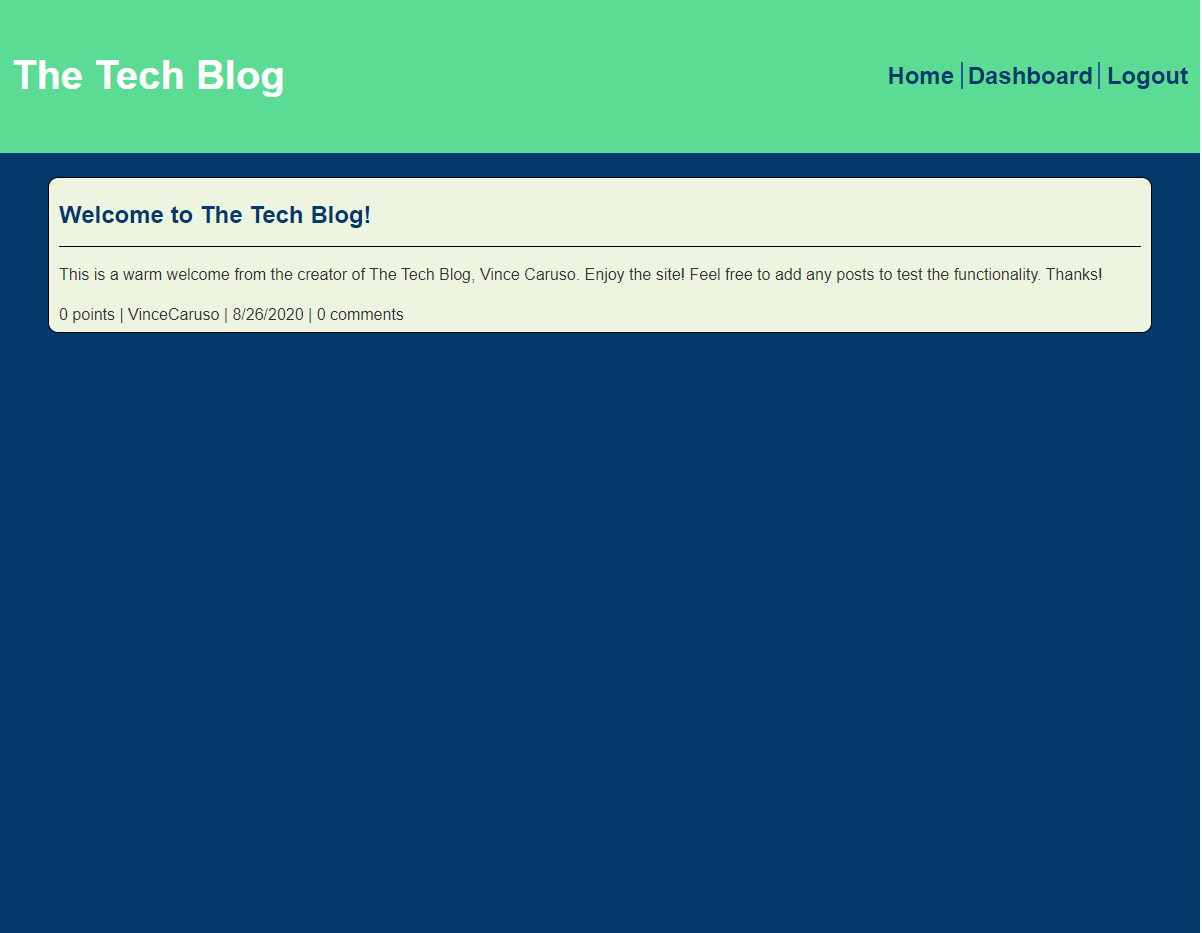 The Tech Blog
Home Dashboard Logout
Welcome to The Tech Blog!
This is a warm welcome from the creator of The Tech Blog, Vince Caruso. Enjoy the site! Feel free to add any posts to test the functionality. Thanks!
0 points | VinceCaruso | 8/26/2020 | 0 comments